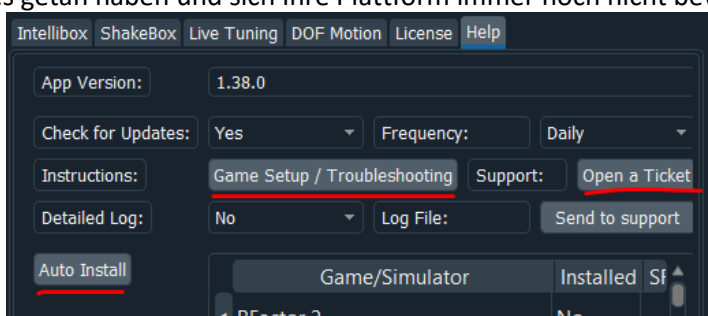 es getan haben und sich Ihre Plattform immer noch nicht
Intellibox ShakeBox Live Tuning DOF Motion License Help
App Version: 1.38.0
Check for Updates: Yes Frequency: Daily
Instructions: Game Setup / Troubleshooting Support: Open a Ticket
Detailed Log: No Log File: Send to support
Auto Install
Game/Simulator Installed
No